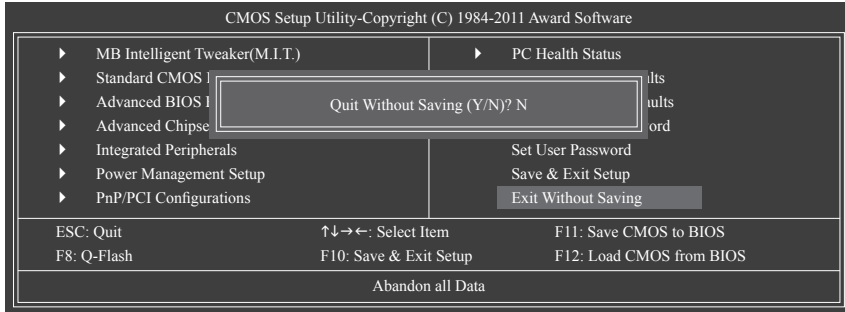 CMOS Setup Utility-Copyright (C) 1984-2011 Award Software
MB Intelligent Tweaker(M.I.T.)
Standard CMOS
Advanced BIOS
Advanced
Integrated Peripherals
Power Management Setup
PnP/PCI Configurations
PC Health Status
Set User Password
Save & Exit Setup
Exit Without Saving
Quit Without Saving (Y/N)? N
ESC: Quit
↑↓→←: Select Item
F11: Save CMOS to BIOS
F8: Q-Flash
F10: Save & Exit Setup
F12: Load CMOS from BIOS
Abandon all Data